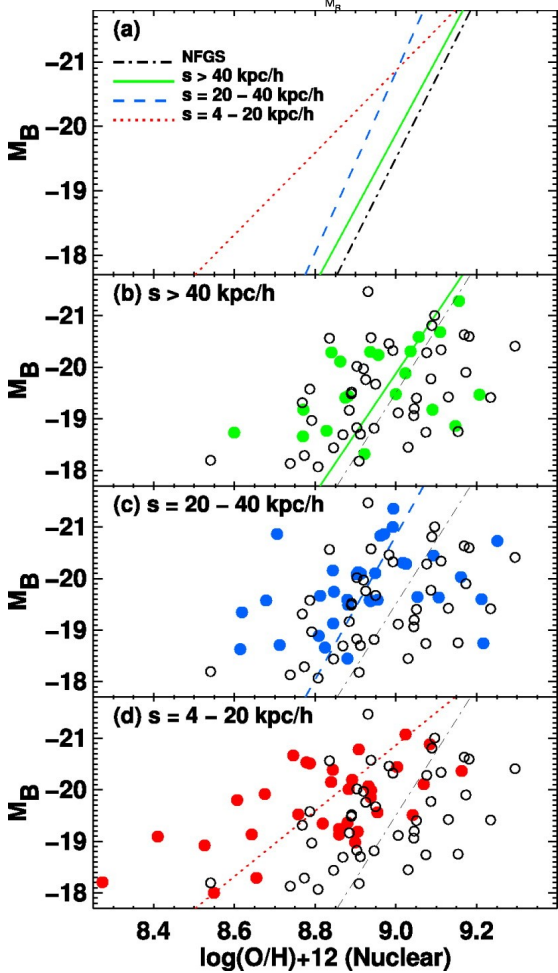 M_B
(a)
NFGS
s > 40 kpc/h
s = 20 – 40 kpc/h
s = 4 – 20 kpc/h
M_B
-21
-20
-19
-18
(b) s > 40 kpc/h
M_B
-21
-20
-19
-18
(c) s = 20 – 40 kpc/h
M_B
-21
-20
-19
-18
(d) s = 4 – 20 kpc/h
M_B
-21
-20
-19
-18
8.4 8.6 8.8 9.0 9.2
log(O/H)+12 (Nuclear)